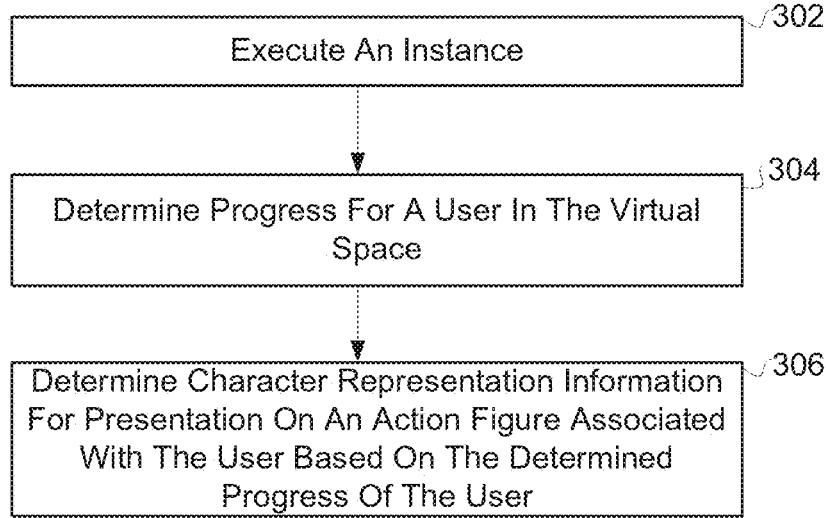 302
Execute An Instance
304
Determine Progress For A User In The Virtual
Space
306
Determine Character Representation Information
For Presentation On An Action Figure Associated
With The User Based On The Determined
Progress Of The User